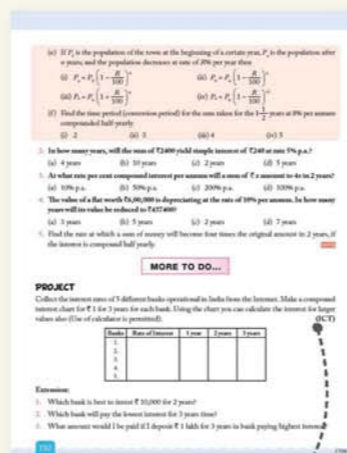 (e) If P₀ is the population of the town at the beginning of a certain year, Pₙ is the population after
n years; and the population decreases at rate of R% per year then
(i) Pₙ = P₀ (1 − R/100)ⁿ (ii) P₀ = Pₙ (1 − R/100)ⁿ
(iii) Pₙ = P₀ (1 + R/100)ⁿ (iv) P₀ = Pₙ (1 − R/100)ⁿ
(f) Find the time period (conversion period) for the sum taken for the 1 1/2 years at 8% per annum
compounded half-yearly.
(i) 2 (ii) 3 (iii) 4 (iv) 5
2. In how many years, will the sum of ₹2400 yield simple interest of ₹240 at rate 5% p.a.?
(a) 4 years (b) 10 years (c) 2 years (d) 5 years
3. At what rate per cent compound interest per annum will a sum of ₹ x amount to 4x in 2 years?
(a) 10% p.a. (b) 50% p.a. (c) 200% p.a. (d) 100% p.a.
4. The value of a flat worth ₹6,00,000 is depreciating at the rate of 10% per annum. In how many
years will its value be reduced to ₹437400?
(a) 3 years (b) 5 years (c) 2 years (d) 7 years
5. Find the rate at which a sum of money will become four times the original amount in 2 years, if
the interest is compounded half yearly.
MORE TO DO...
PROJECT
Collect the interest rates of 5 different banks operational in India from the Internet. Make a compound
interest chart for ₹ 1 for 3 years for each bank. Using the chart you can calculate the interest for larger
values also (Use of calculator is permitted). (ICT)
Banks Rate of Interest 1 year 2 years 3 years
1.
2.
3.
4.
5.
Extension:
1. Which bank is best to invest ₹ 10,000 for 2 years?
2. Which bank will pay the lowest interest for 3 years time?
3. What amount would I be paid if I deposit ₹ 1 lakh for 3 years in bank paying highest interest?
192